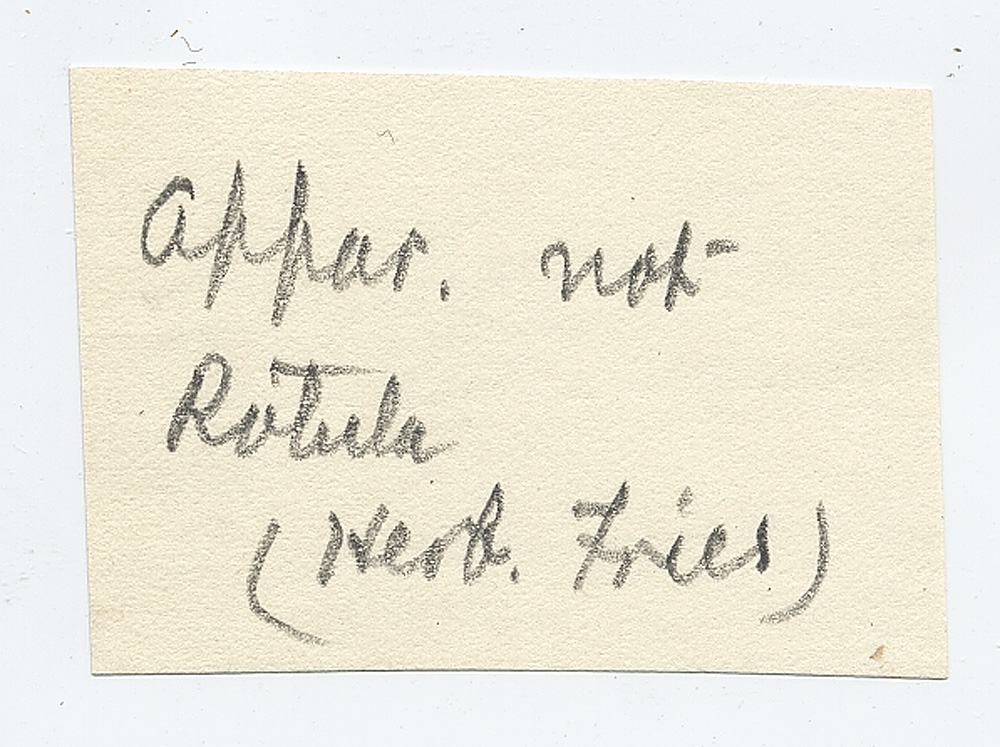 Appar. not
Rotula
(Herb. Fries)